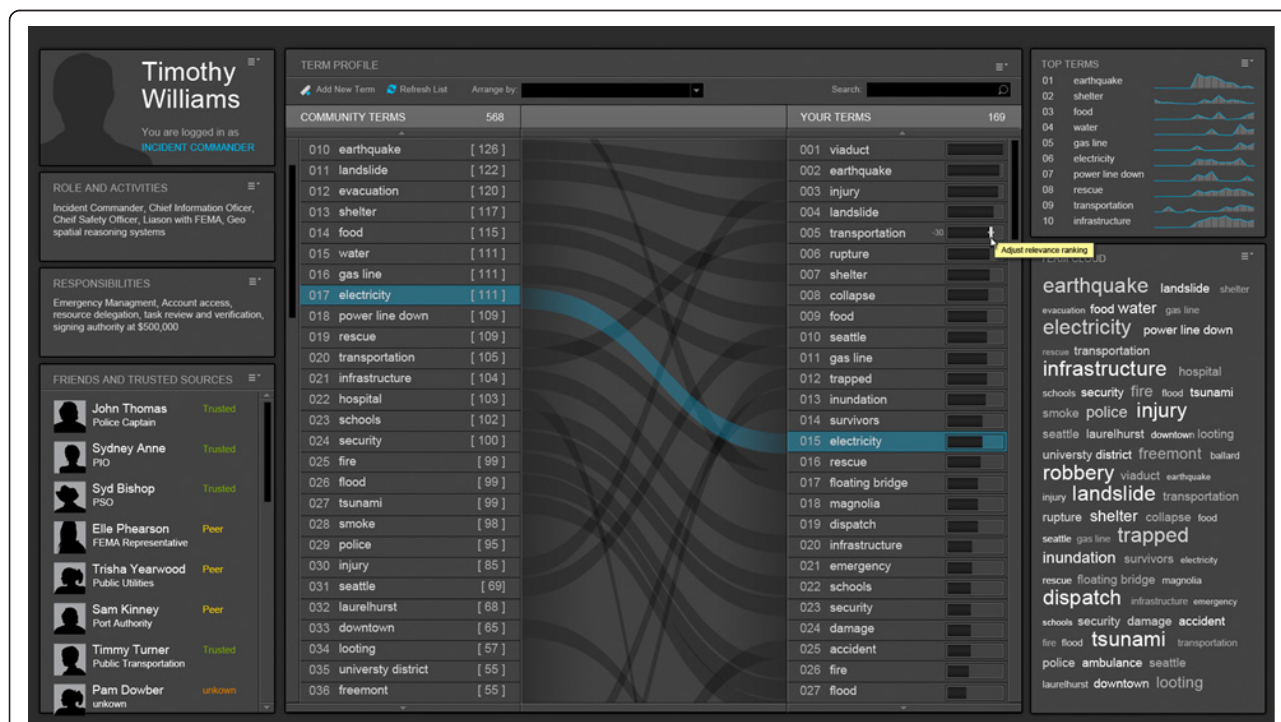 Timothy
Williams
You are logged in as
INCIDENT COMMANDER
ROLE AND ACTIVITIES
Incident Commander, Chief Information Oficer,
Cheif Safety Officer, Liason with FEMA, Geo
spatial reasoning systems
RESPONSIBILITIES
Emergency Managment, Account access,
resource delegation, task review and verification,
signing authority at $500,000
FRIENDS AND TRUSTED SOURCES
John Thomas Trusted
Police Captain
Sydney Anne Trusted
PIO
Syd Bishop Trusted
PSO
Elle Phearson Peer
FEMA Representative
Trisha Yearwood Peer
Public Utilities
Sam Kinney Peer
Port Authority
Timmy Turner Trusted
Public Transportation
Pam Dowber unkown
unkown
TERM PROFILE
Add New Term Refresh List Arrange by: Search:
COMMUNITY TERMS 568
010 earthquake [ 126 ]
011 landslide [ 122 ]
012 evacuation [ 120 ]
013 shelter [ 117 ]
014 food [ 115 ]
015 water [ 111 ]
016 gas line [ 111 ]
017 electricity [ 111 ]
018 power line down [ 109 ]
019 rescue [ 109 ]
020 transportation [ 105 ]
021 infrastructure [ 104 ]
022 hospital [ 103 ]
023 schools [ 102 ]
024 security [ 100 ]
025 fire [ 99 ]
026 flood [ 99 ]
027 tsunami [ 99 ]
028 smoke [ 98 ]
029 police [ 95 ]
030 injury [ 85 ]
031 seattle [ 69]
032 laurelhurst [ 68 ]
033 downtown [ 65 ]
034 looting [ 57 ]
035 universty district [ 55 ]
036 freemont [ 55 ]
YOUR TERMS 169
001 viaduct
002 earthquake
003 injury
004 landslide
005 transportation -30
Adjust relevance ranking
006 rupture
007 shelter
008 collapse
009 food
010 seattle
011 gas line
012 trapped
013 inundation
014 survivors
015 electricity
016 rescue
017 floating bridge
018 magnolia
019 dispatch
020 infrastructure
021 emergency
022 schools
023 security
024 damage
025 accident
026 fire
027 flood
TOP TERMS
01 earthquake
02 shelter
03 food
04 water
05 gas line
06 electricity
07 power line down
08 rescue
09 transportation
10 infrastructure
TERM CLOUD
earthquake landslide shelter
evacuation food water gas line
electricity power line down
rescue transportation
infrastructure hospital
schools security fire flood tsunami
smoke police injury
seattle laurelhurst downtown looting
universty district freemont ballard
robbery viaduct earthquake
injury landslide transportation
rupture shelter collapse food
seattle gas line trapped
inundation survivors electricity
rescue floating bridge magnolia
dispatch infrastructure emergency
schools security damage accident
fire flood tsunami transportation
police ambulance seattle
laurelhurst downtown looting